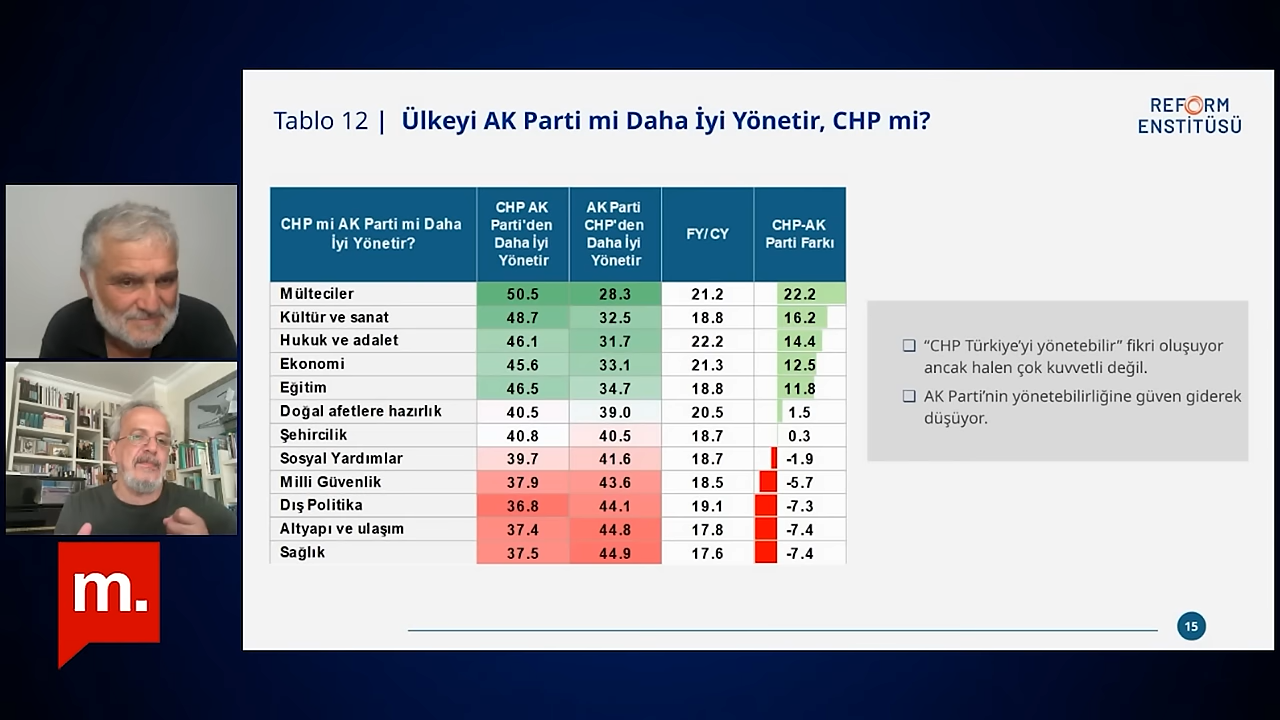 Tablo 12 | Ülkeyi AK Parti mi Daha İyi Yönetir, CHP mi?
REFORM
ENSTİTÜSÜ
CHP mi AK Parti mi Daha
İyi Yönetir?
CHP AK
Parti'den
Daha İyi
Yönetir
AK Parti
CHP'den
Daha İyi
Yönetir
FY/CY
CHP-AK
Parti Farkı
Mülteciler 50.5 28.3 21.2 22.2
Kültür ve sanat 48.7 32.5 18.8 16.2
Hukuk ve adalet 46.1 31.7 22.2 14.4
Ekonomi 45.6 33.1 21.3 12.5
Eğitim 46.5 34.7 18.8 11.8
Doğal afetlere hazırlık 40.5 39.0 20.5 1.5
Şehircilik 40.8 40.5 18.7 0.3
Sosyal Yardımlar 39.7 41.6 18.7 -1.9
Milli Güvenlik 37.9 43.6 18.5 -5.7
Dış Politika 36.8 44.1 19.1 -7.3
Altyapı ve ulaşım 37.4 44.8 17.8 -7.4
Sağlık 37.5 44.9 17.6 -7.4
❑ “CHP Türkiye’yi yönetebilir” fikri oluşuyor
ancak halen çok kuvvetli değil.
❑ AK Parti’nin yönetebilirliğine güven giderek
düşüyor.
m.
15